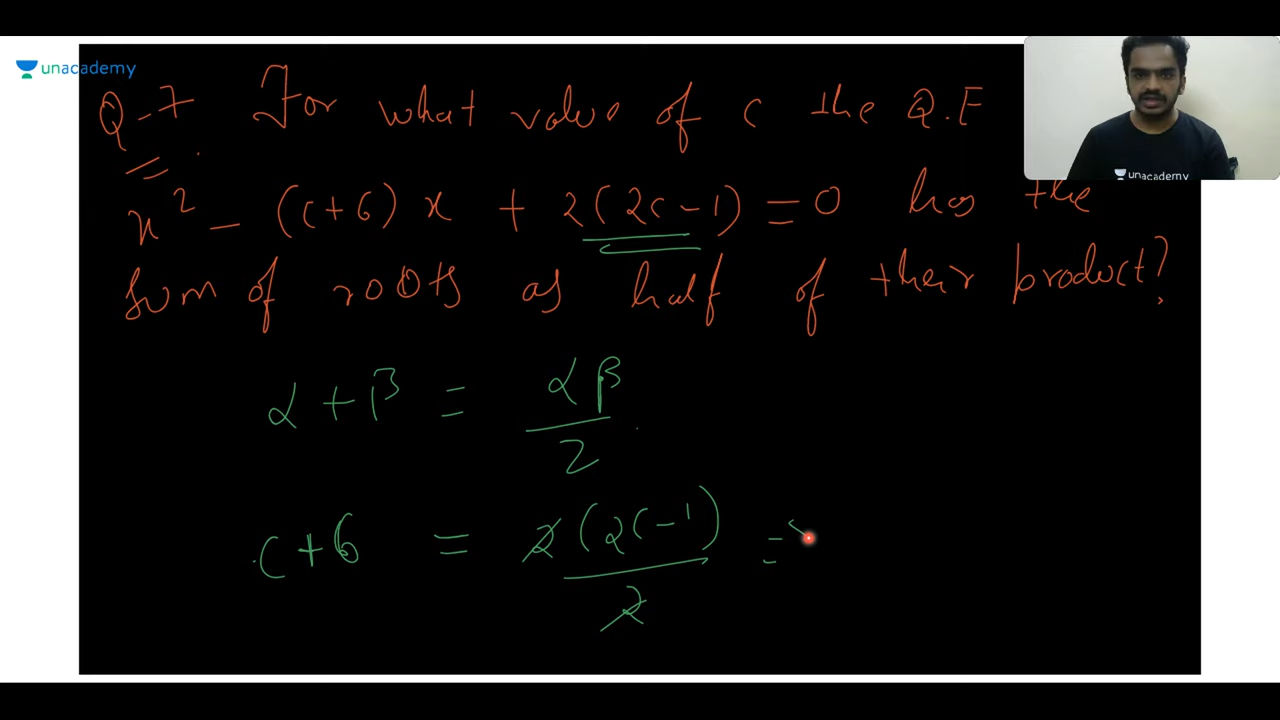 unacademy
Q-7 For what value of c the Q.E
x² - (c+6)x + 2(2c-1) = 0 has the
sum of roots as half of their product?
α + β = αβ/2
c+6 = 2(2c-1)/2 =
unacademy